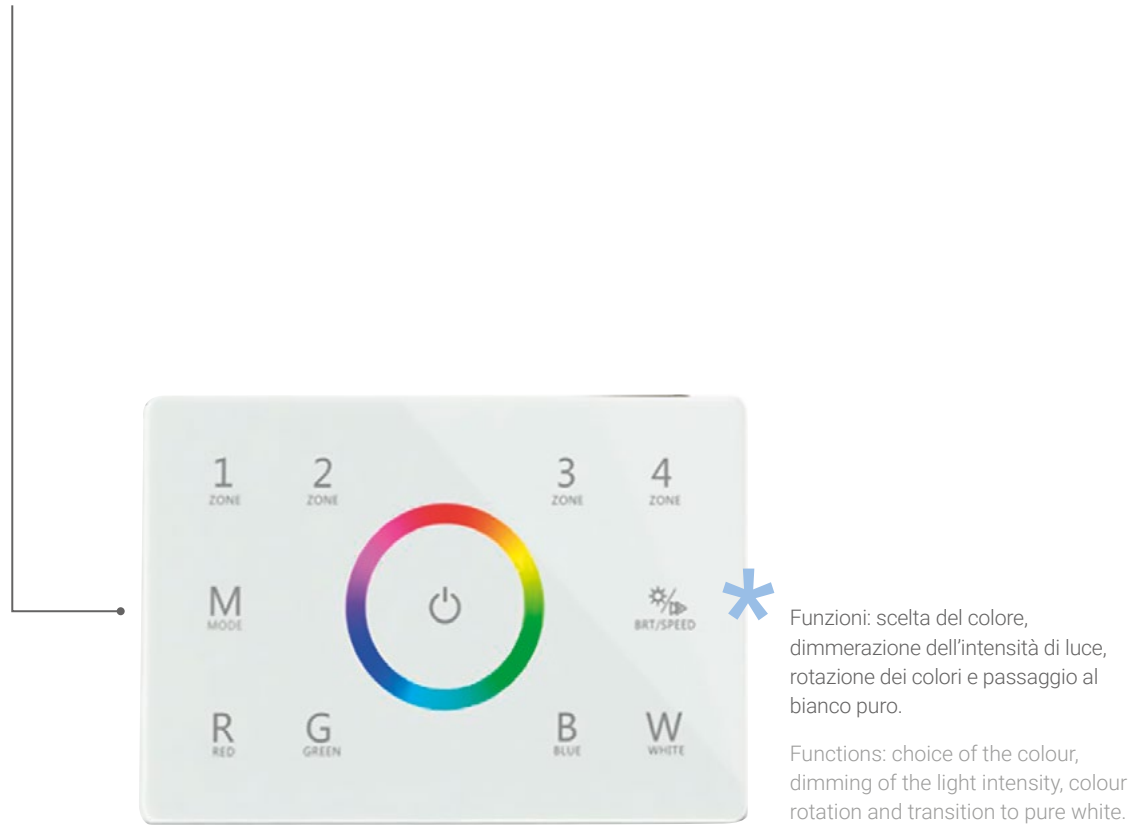 1 2 3 4
ZONE ZONE ZONE ZONE
M
MODE
BRT/SPEED
R G B W
RED GREEN BLUE WHITE
Funzioni: scelta del colore,
dimmerazione dell'intensità di luce,
rotazione dei colori e passaggio al
bianco puro.
Functions: choice of the colour,
dimming of the light intensity, colour
rotation and transition to pure white.